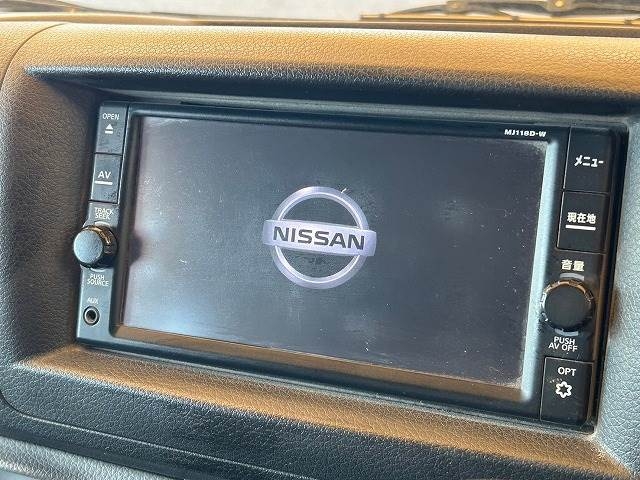 OPEN
AV
TRACK
SEEK
PUSH
SOURCE
AUX
NISSAN
MJ118D-W
メニュー
現在地
音量
PUSH
AV OFF
OPT